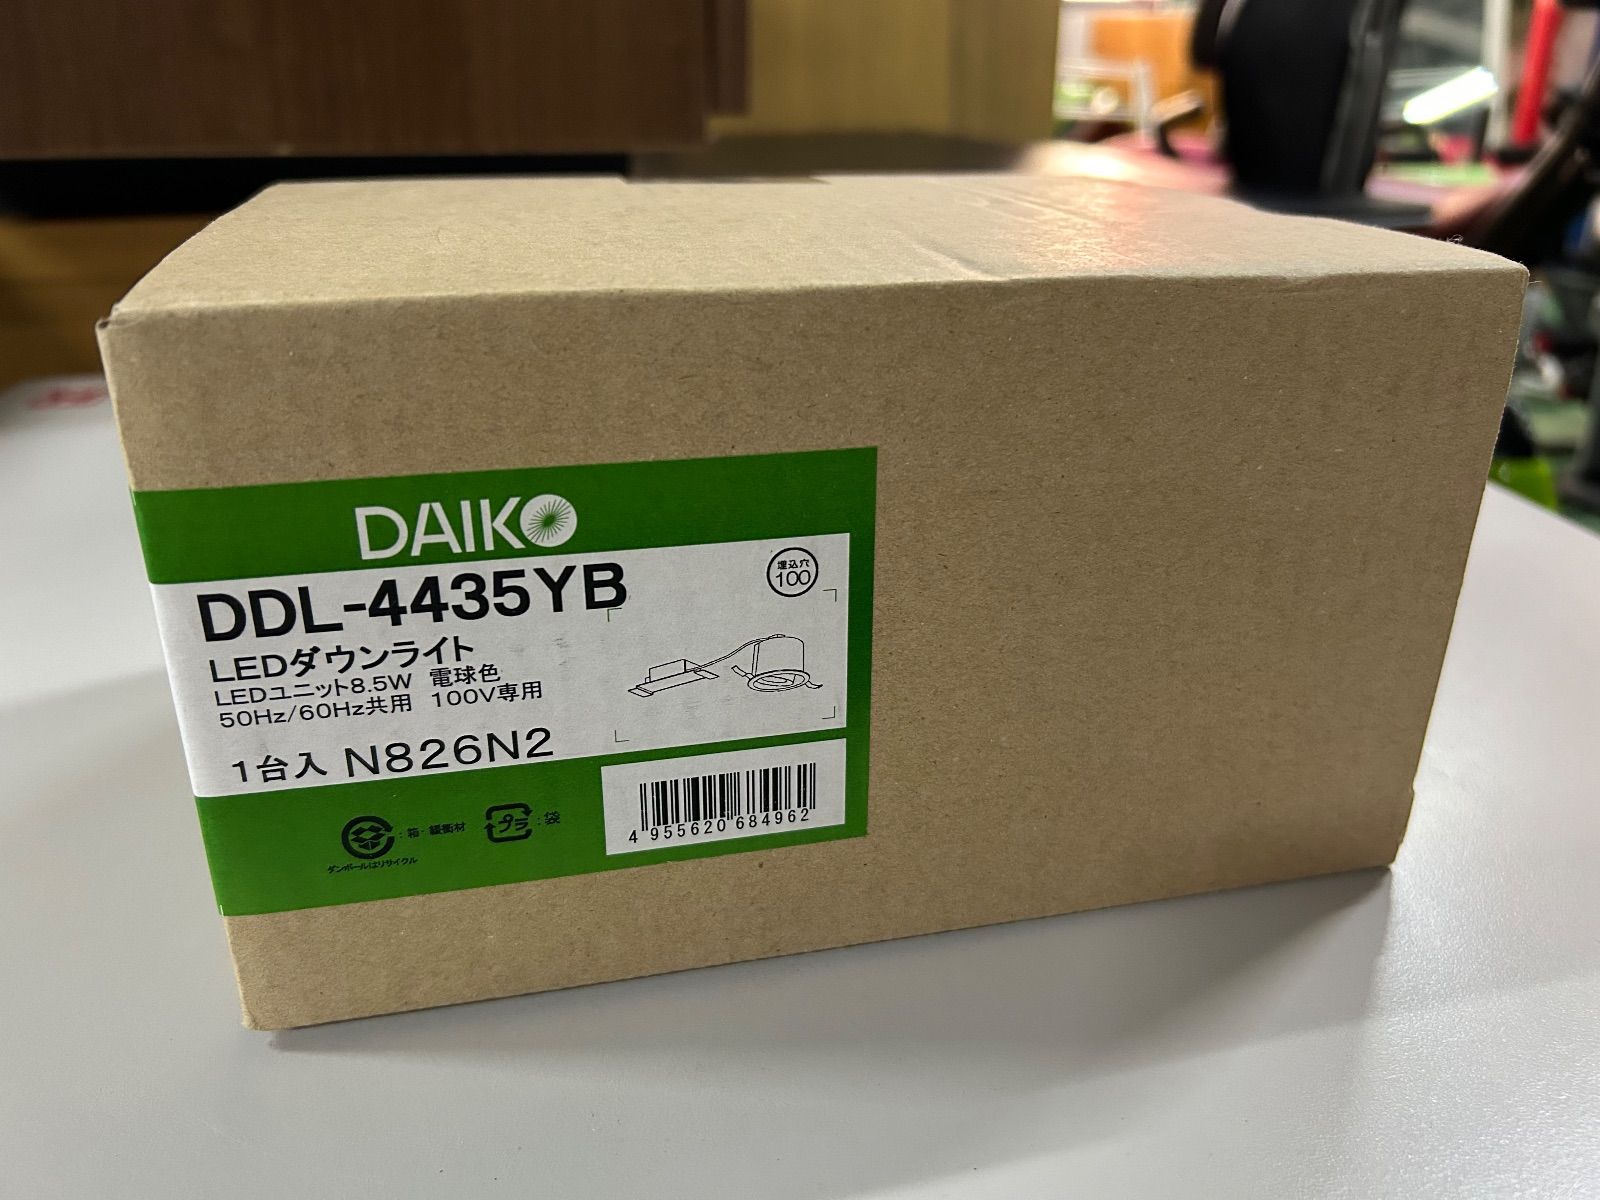 DAIKO
DDL-4435YB
埋込穴
100
LEDダウンライト
LEDユニット8.5W 電球色
50Hz/60Hz共用 100V専用
1台入 N826N2
:箱・緩衝材
ダンボールはリサイクル
プラ :袋
4 955620 684962